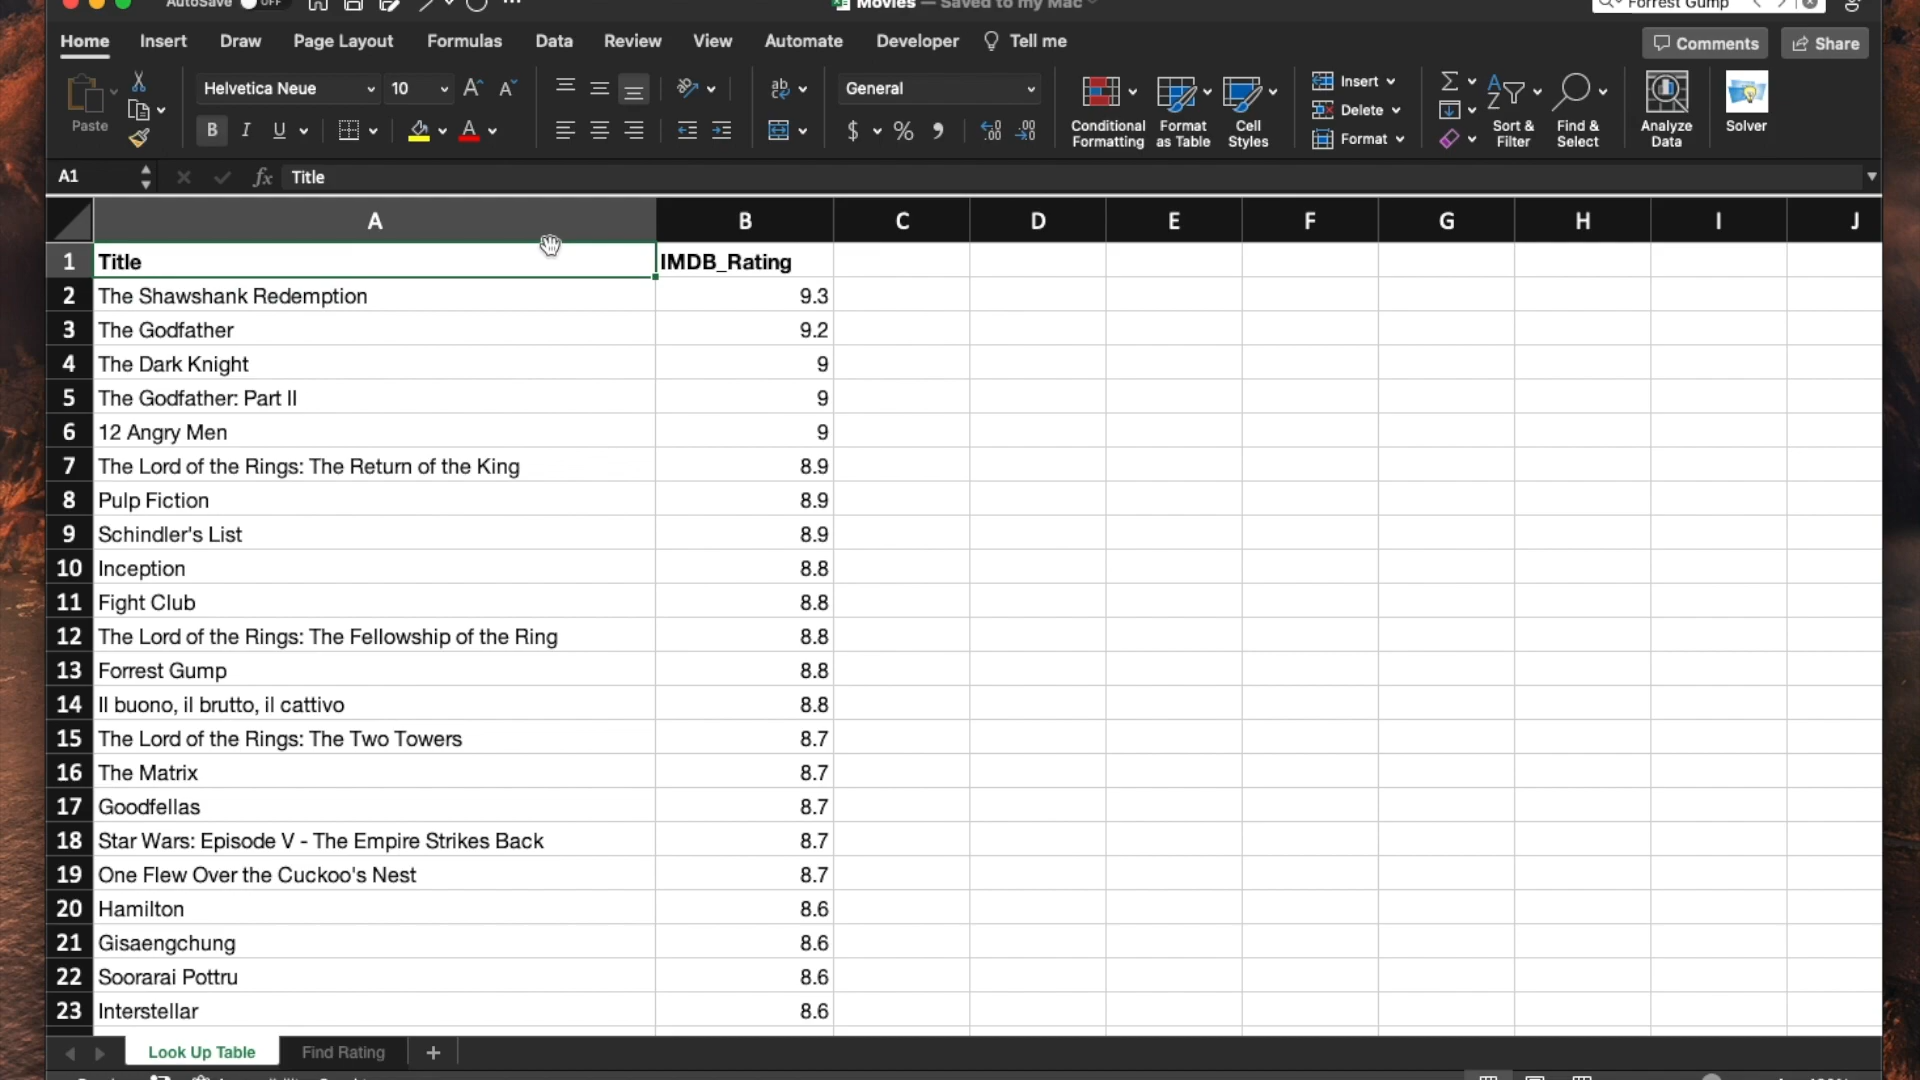 AutoSave OFF Movies — Saved to my Mac Forrest Gump
Home Insert Draw Page Layout Formulas Data Review View Automate Developer Tell me Comments Share
Paste Helvetica Neue 10 General Insert
B I U $ % Conditional Formatting Format as Table Cell Styles Delete Format Sort & Filter Find & Select Analyze Data Solver
A1 fx Title
A B C D E F G H I J
1 Title IMDB_Rating
2 The Shawshank Redemption 9.3
3 The Godfather 9.2
4 The Dark Knight 9
5 The Godfather: Part II 9
6 12 Angry Men 9
7 The Lord of the Rings: The Return of the King 8.9
8 Pulp Fiction 8.9
9 Schindler's List 8.9
10 Inception 8.8
11 Fight Club 8.8
12 The Lord of the Rings: The Fellowship of the Ring 8.8
13 Forrest Gump 8.8
14 Il buono, il brutto, il cattivo 8.8
15 The Lord of the Rings: The Two Towers 8.7
16 The Matrix 8.7
17 Goodfellas 8.7
18 Star Wars: Episode V - The Empire Strikes Back 8.7
19 One Flew Over the Cuckoo's Nest 8.7
20 Hamilton 8.6
21 Gisaengchung 8.6
22 Soorarai Pottru 8.6
23 Interstellar 8.6
Look Up Table Find Rating +